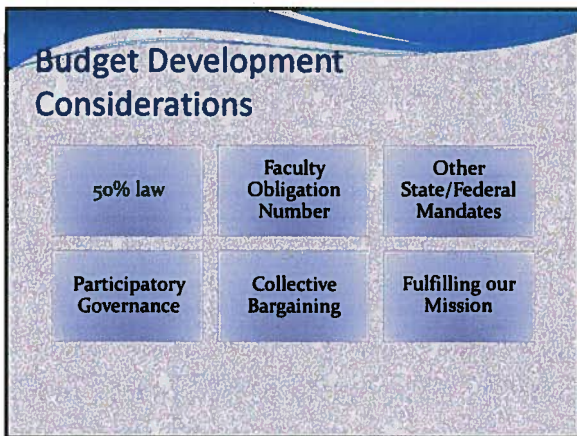 Budget Development
Considerations
50% law
Faculty
Obligation
Number
Other
State/Federal
Mandates
Participatory
Governance
Collective
Bargaining
Fulfilling our
Mission